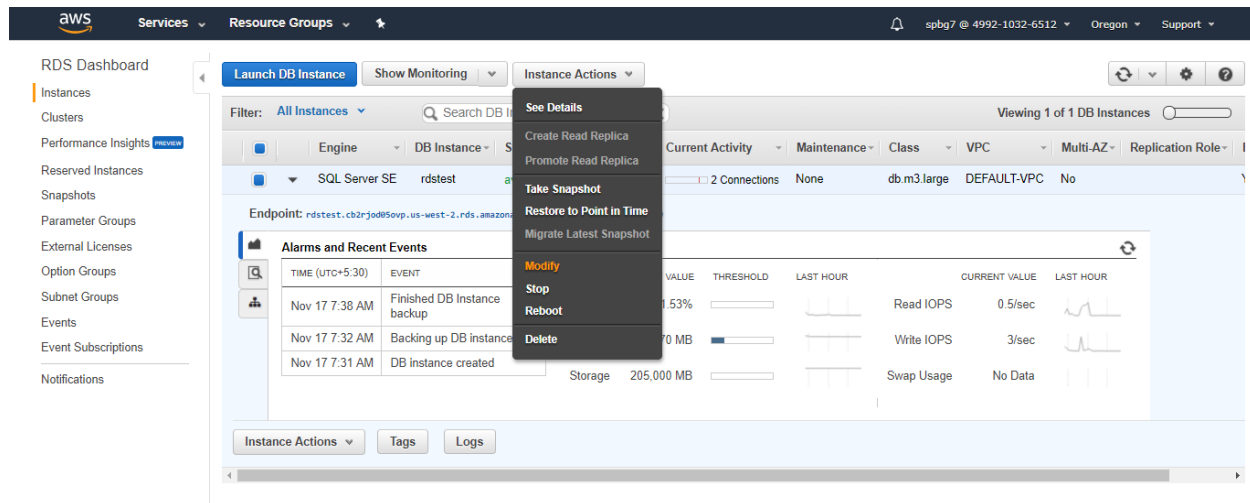 aws Services Resource Groups spbg7 @ 4992-1032-6512 Oregon Support
RDS Dashboard
Instances
Clusters
Performance Insights PREVIEW
Reserved Instances
Snapshots
Parameter Groups
External Licenses
Option Groups
Subnet Groups
Events
Event Subscriptions
Notifications
Launch DB Instance Show Monitoring Instance Actions
Filter: All Instances Search DB In Viewing 1 of 1 DB Instances
Engine DB Instance S Current Activity Maintenance Class VPC Multi-AZ Replication Role
SQL Server SE rdstest av 2 Connections None db.m3.large DEFAULT-VPC No
Endpoint: rdstest.cb2rjod05ovp.us-west-2.rds.amazona
See Details
Create Read Replica
Promote Read Replica
Take Snapshot
Restore to Point in Time
Migrate Latest Snapshot
Modify
Stop
Reboot
Delete
Alarms and Recent Events
TIME (UTC+5:30) EVENT
Nov 17 7:38 AM Finished DB Instance
backup
Nov 17 7:32 AM Backing up DB instance
Nov 17 7:31 AM DB instance created
VALUE THRESHOLD LAST HOUR CURRENT VALUE LAST HOUR
1.53% Read IOPS 0.5/sec
70 MB Write IOPS 3/sec
Storage 205,000 MB Swap Usage No Data
Instance Actions Tags Logs